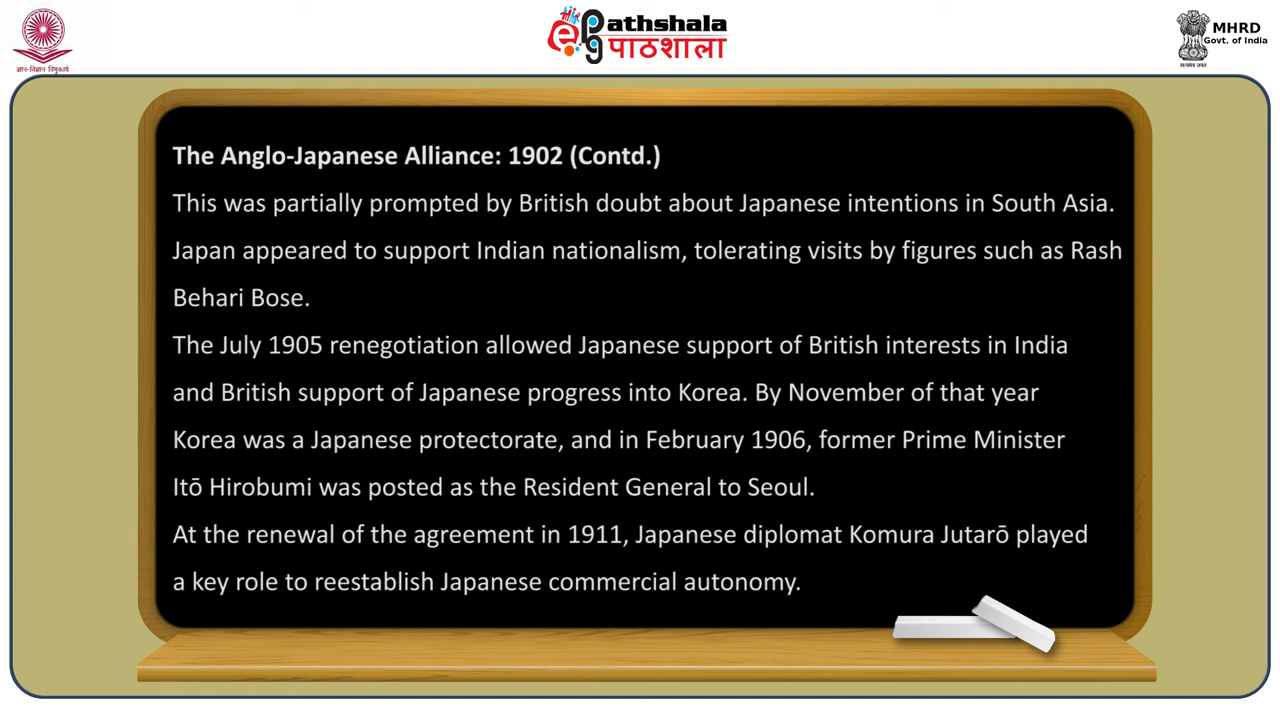 ज्ञान-विज्ञान विमुक्तये
ePathshala
पाठशाला
सत्यमेव जयते
MHRD
Govt. of India
The Anglo-Japanese Alliance: 1902 (Contd.)
This was partially prompted by British doubt about Japanese intentions in South Asia.
Japan appeared to support Indian nationalism, tolerating visits by figures such as Rash
Behari Bose.
The July 1905 renegotiation allowed Japanese support of British interests in India
and British support of Japanese progress into Korea. By November of that year
Korea was a Japanese protectorate, and in February 1906, former Prime Minister
Itō Hirobumi was posted as the Resident General to Seoul.
At the renewal of the agreement in 1911, Japanese diplomat Komura Jutarō played
a key role to reestablish Japanese commercial autonomy.